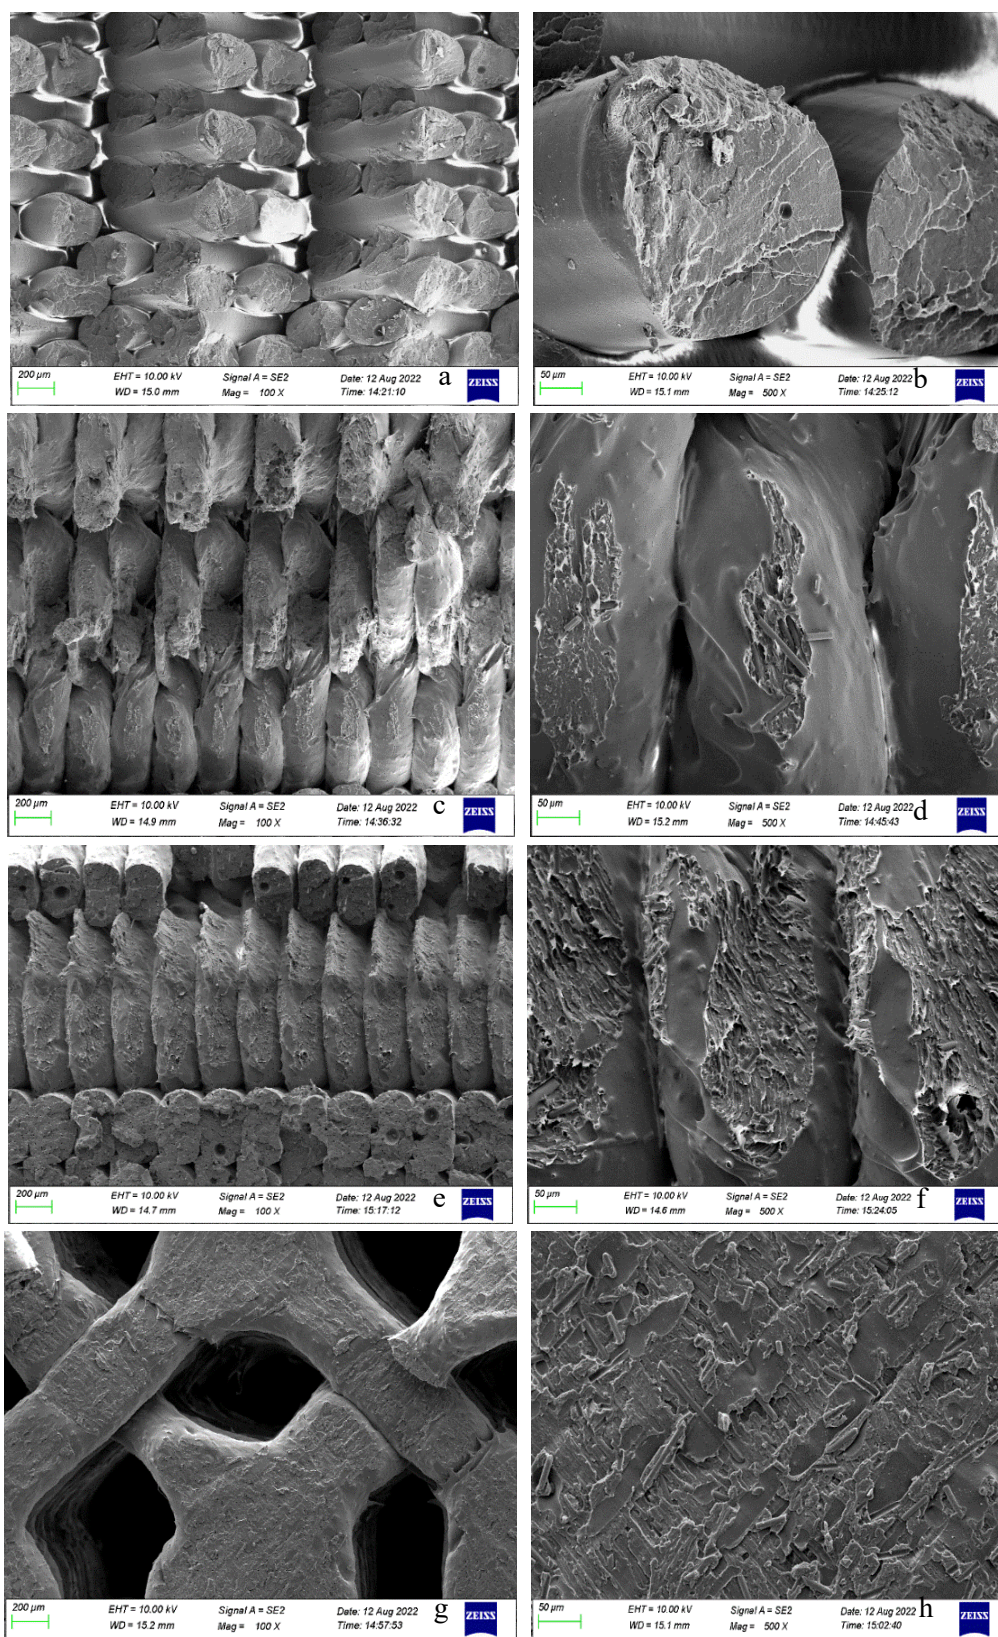 200 µm
EHT = 10.00 kV
Signal A = SE2
Date: 12 Aug 2022
WD = 15.0 mm
Mag = 100 X
Time: 14:21:10
a
ZEISS
50 µm
EHT = 10.00 kV
Signal A = SE2
Date: 12 Aug 2022
WD = 15.1 mm
Mag = 500 X
Time: 14:25:12
b
ZEISS
200 µm
EHT = 10.00 kV
Signal A = SE2
Date: 12 Aug 2022
WD = 14.9 mm
Mag = 100 X
Time: 14:36:32
c
ZEISS
50 µm
EHT = 10.00 kV
Signal A = SE2
Date: 12 Aug 2022
WD = 15.2 mm
Mag = 500 X
Time: 14:45:43
d
ZEISS
200 µm
EHT = 10.00 kV
Signal A = SE2
Date: 12 Aug 2022
WD = 14.7 mm
Mag = 100 X
Time: 15:17:12
e
ZEISS
50 µm
EHT = 10.00 kV
Signal A = SE2
Date: 12 Aug 2022
WD = 14.6 mm
Mag = 500 X
Time: 15:24:05
f
ZEISS
200 µm
EHT = 10.00 kV
Signal A = SE2
Date: 12 Aug 2022
WD = 15.2 mm
Mag = 100 X
Time: 14:57:53
g
ZEISS
50 µm
EHT = 10.00 kV
Signal A = SE2
Date: 12 Aug 2022
WD = 15.1 mm
Mag = 500 X
Time: 15:02:40
h
ZEISS